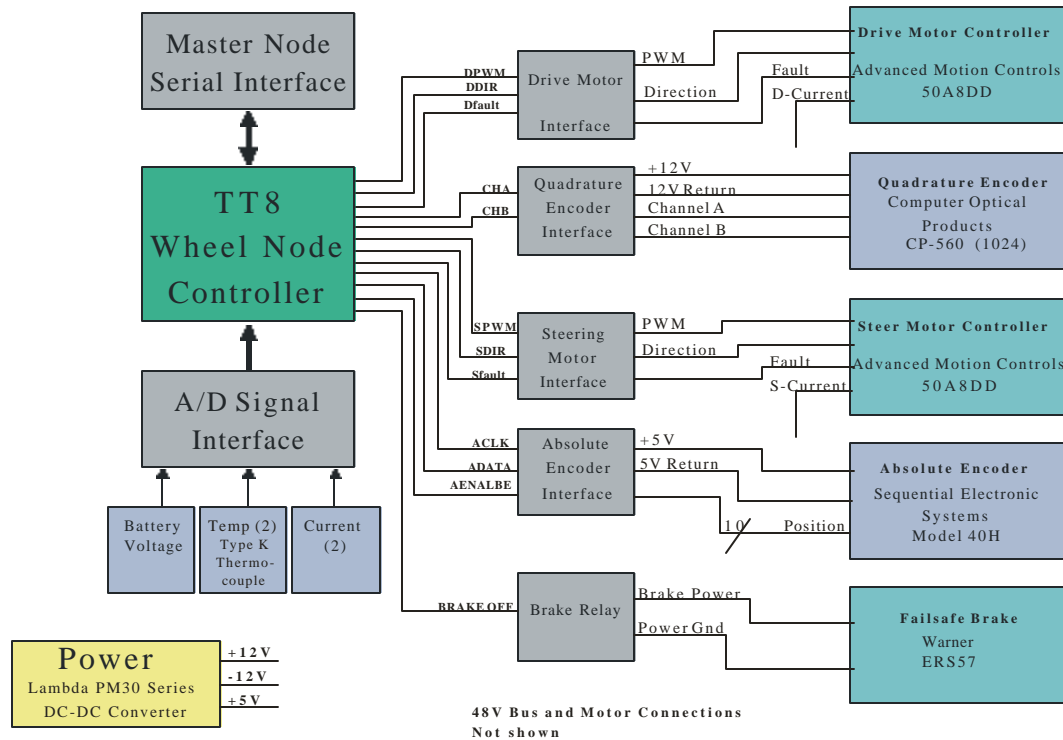 Master Node
Serial Interface
TT8
Wheel Node
Controller
A/D Signal
Interface
Battery
Voltage
Temp (2)
Type K
Thermo-
couple
Current
(2)
Power
Lambda PM30 Series
DC-DC Converter
+12V
-12V
+5V
DPWM
DDIR
Dfault
Drive Motor
Interface
PWM
Direction
Fault
D-Current
Drive Motor Controller
Advanced Motion Controls
50A8DD
CHA
CHB
Quadrature
Encoder
Interface
+12V
12V Return
Channel A
Channel B
Quadrature Encoder
Computer Optical
Products
CP-560 (1024)
SPWM
SDIR
Sfault
Steering
Motor
Interface
PWM
Direction
Fault
S-Current
Steer Motor Controller
Advanced Motion Controls
50A8DD
ACLK
ADATA
AENALBE
Absolute
Encoder
Interface
+5V
5V Return
10
Position
Absolute Encoder
Sequential Electronic
Systems
Model 40H
BRAKE OFF
Brake Relay
Brake Power
Power Gnd
Failsafe Brake
Warner
ERS57
48V Bus and Motor Connections
Not shown